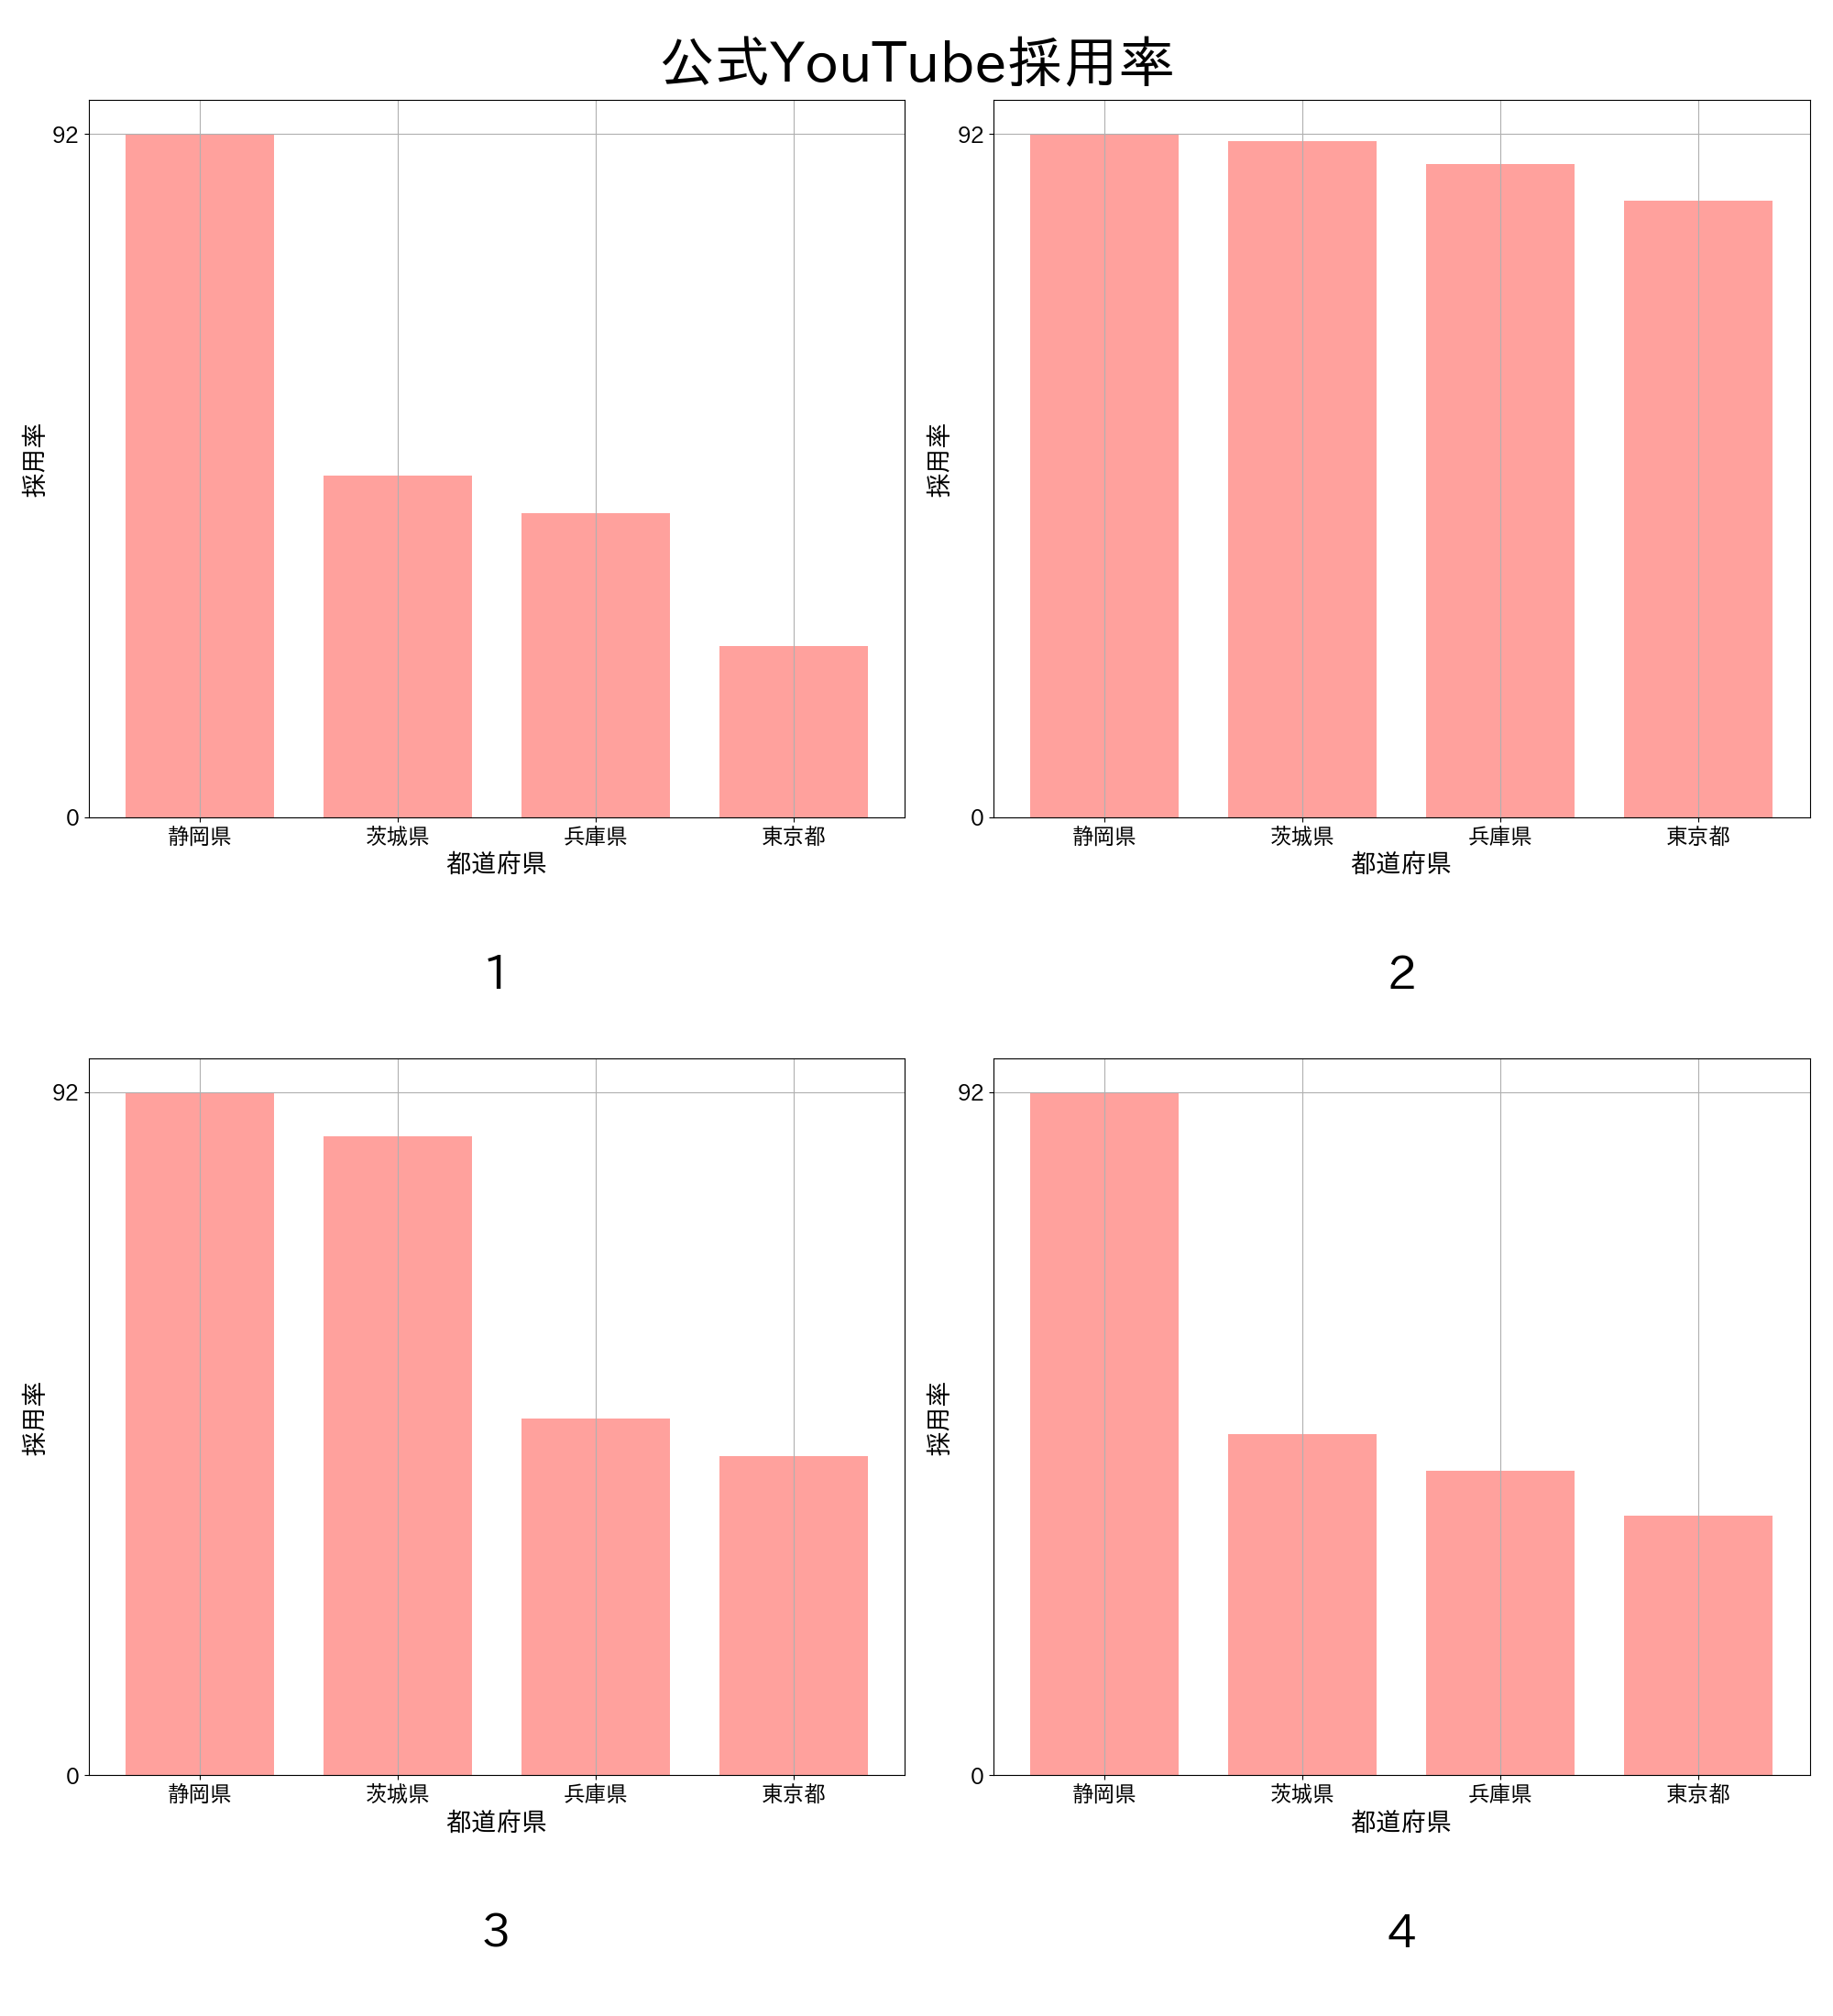 公式YouTube採用率
92
採用率
0
静岡県 茨城県 兵庫県 東京都
都道府県
1
92
採用率
0
静岡県 茨城県 兵庫県 東京都
都道府県
2
92
採用率
0
静岡県 茨城県 兵庫県 東京都
都道府県
3
92
採用率
0
静岡県 茨城県 兵庫県 東京都
都道府県
4